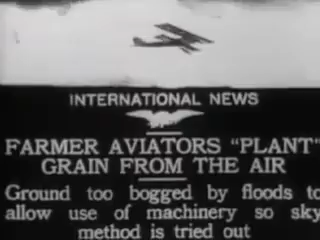 INTERNATIONAL NEWS
FARMER AVIATORS "PLANT"
GRAIN FROM THE AIR
Ground too bogged by floods to
allow use of machinery so sky
method is tried out